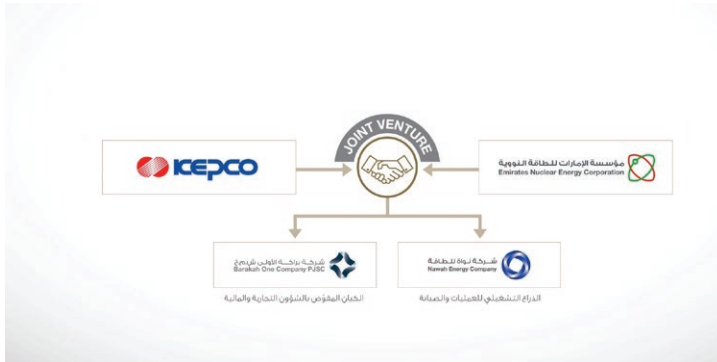 JOINT VENTURE
KEPCO
مؤسسة الإمارات للطاقة النووية
Emirates Nuclear Energy Corporation
شركة براكة الأولى ش.م.خ
Barakah One Company PJSC
شركة نواة للطاقة
Nawah Energy Company
الكيان المفوّض بالشؤون التجارية والمالية
الذراع التشغيلي للعمليات والصيانة